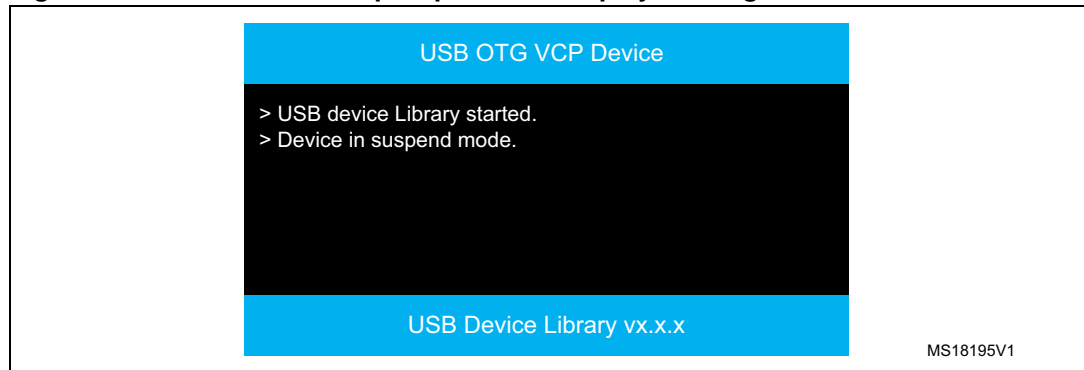 USB OTG VCP Device
> USB device Library started.
> Device in suspend mode.
USB Device Library vx.x.x
MS18195V1